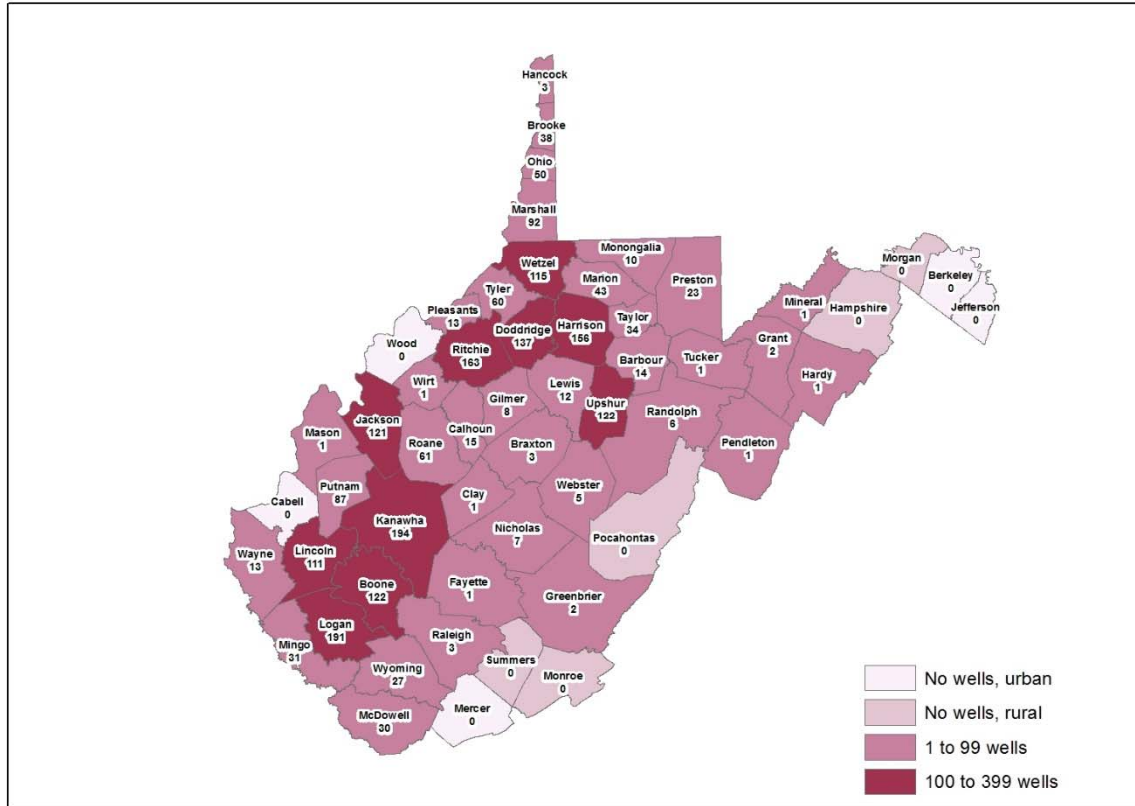 Hancock
3
Brooke
38
Ohio
50
Marshall
92
Wetzel
115
Monongalia
10
Marion
43
Preston
23
Morgan
0
Berkeley
0
Jefferson
0
Hampshire
0
Mineral
1
Tyler
60
Pleasants
13
Doddridge
137
Harrison
156
Taylor
34
Grant
2
Hardy
1
Wood
0
Ritchie
163
Barbour
14
Tucker
1
Wirt
1
Gilmer
8
Lewis
12
Upshur
122
Randolph
6
Pendleton
1
Jackson
121
Mason
1
Roane
61
Calhoun
15
Braxton
3
Webster
5
Putnam
87
Cabell
0
Kanawha
194
Clay
1
Nicholas
7
Pocahontas
0
Wayne
13
Lincoln
111
Boone
122
Fayette
1
Greenbrier
2
Logan
191
Mingo
31
Raleigh
3
Wyoming
27
Summers
0
Monroe
0
McDowell
30
Mercer
0
No wells, urban
No wells, rural
1 to 99 wells
100 to 399 wells